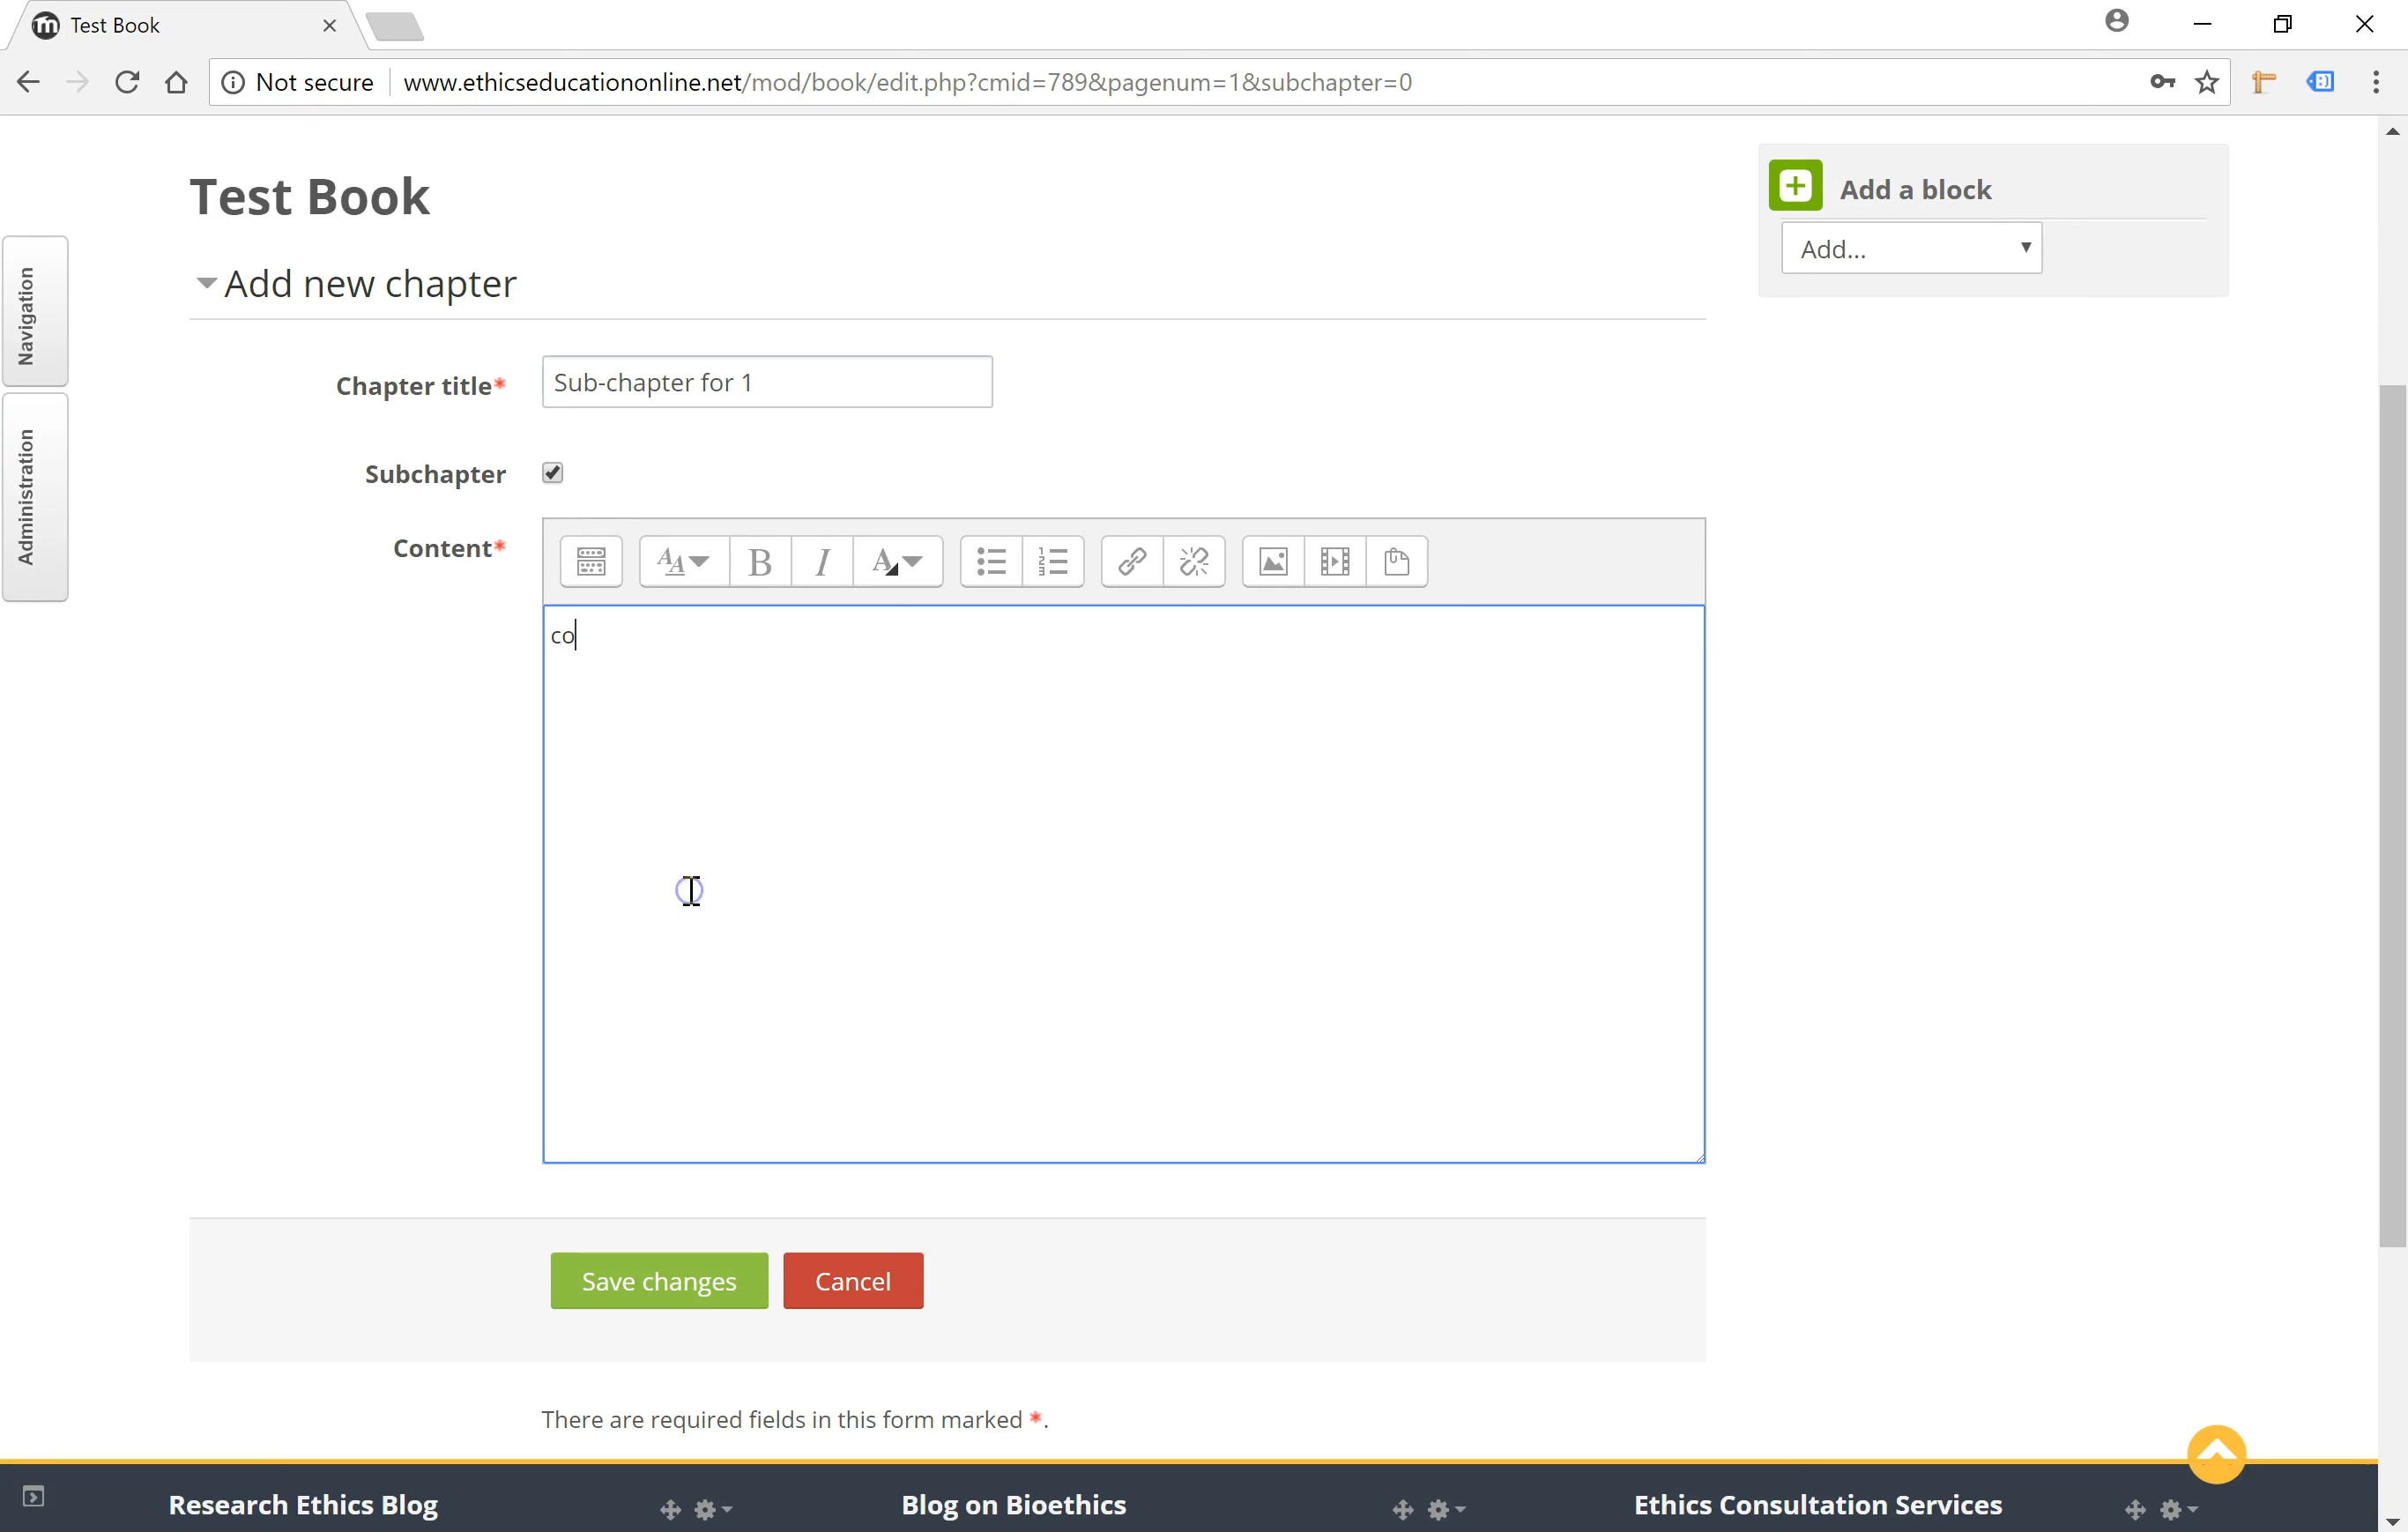 Test Book
Not secure
www.ethicseducationonline.net/mod/book/edit.php?cmid=789&pagenum=1&subchapter=0
Test Book
Add a block
Add...
Navigation
Administration
Add new chapter
Chapter title*
Sub-chapter for 1
Subchapter
Content*
co
Save changes
Cancel
There are required fields in this form marked *.
Research Ethics Blog
Blog on Bioethics
Ethics Consultation Services